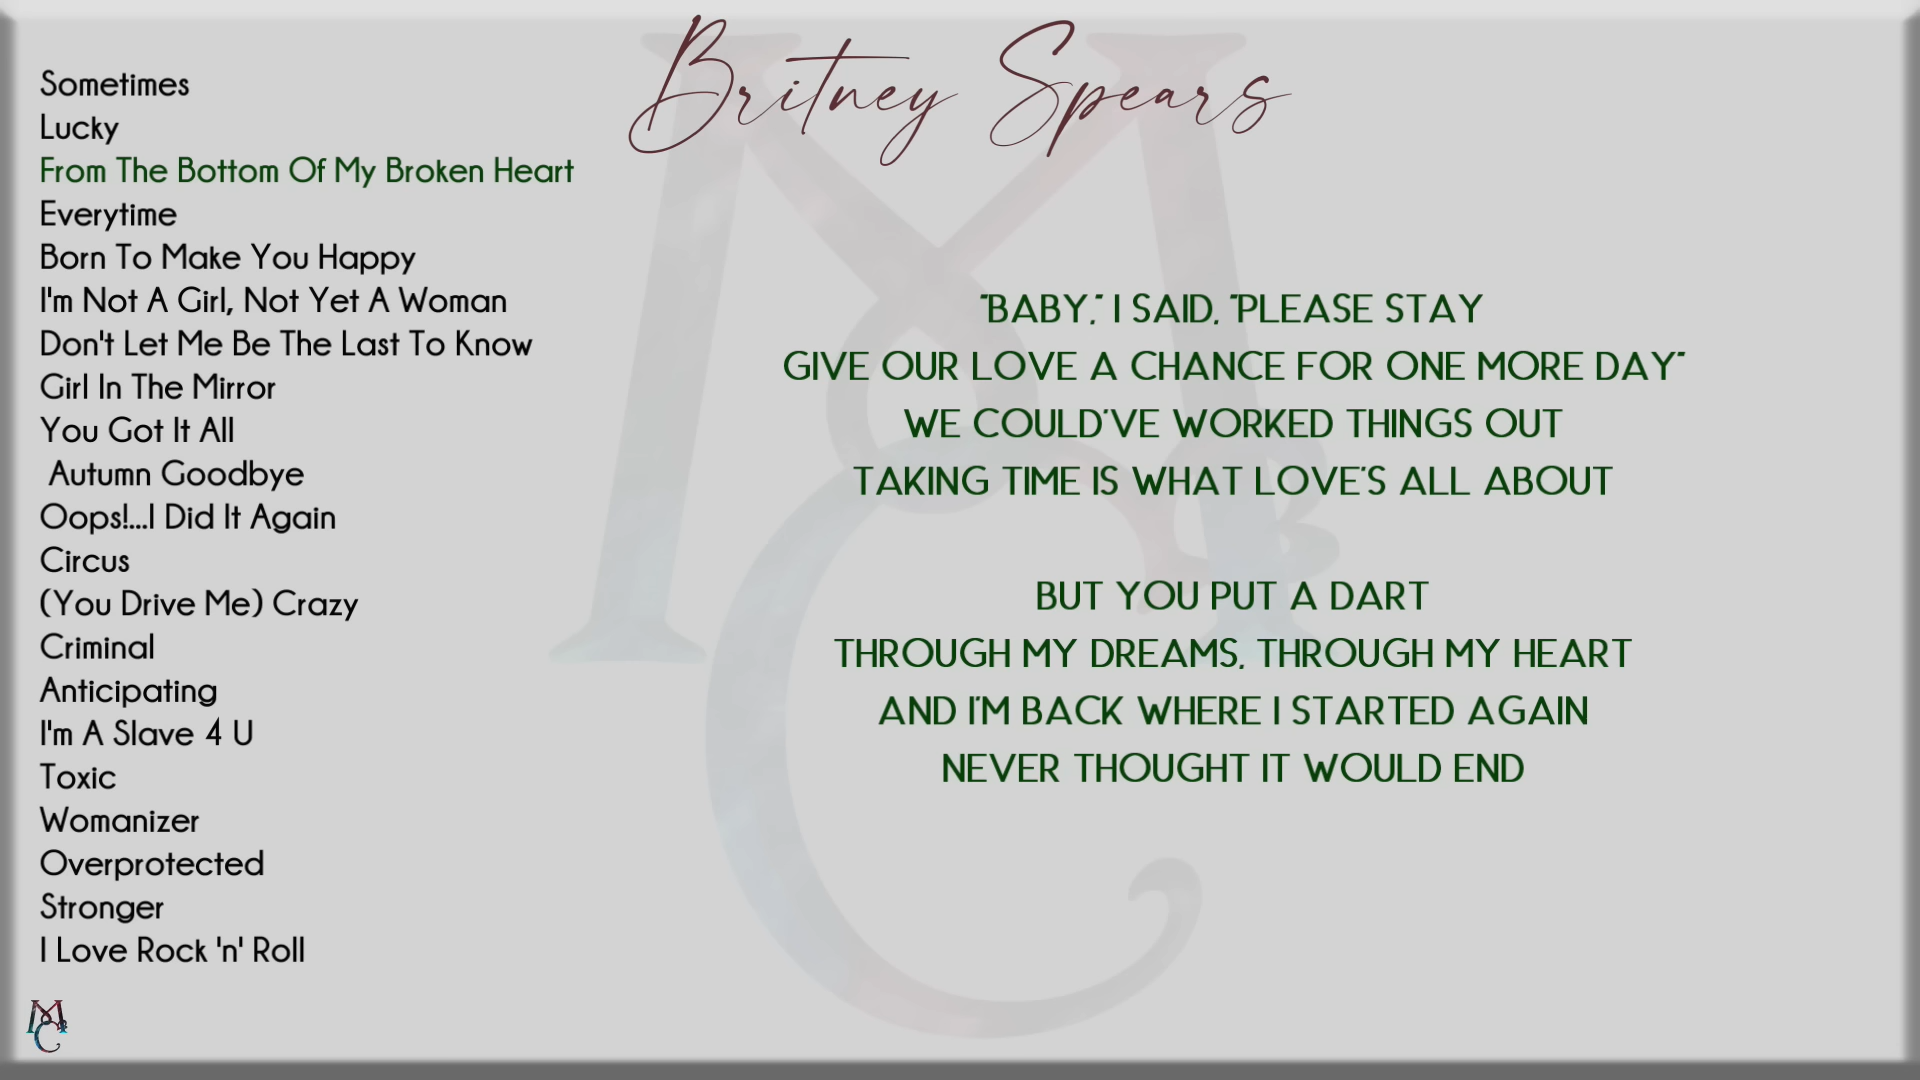 Britney Spears
Sometimes
Lucky
From The Bottom Of My Broken Heart
Everytime
Born To Make You Happy
I'm Not A Girl, Not Yet A Woman
Don't Let Me Be The Last To Know
Girl In The Mirror
You Got It All
Autumn Goodbye
Oops!...I Did It Again
Circus
(You Drive Me) Crazy
Criminal
Anticipating
I'm A Slave 4 U
Toxic
Womanizer
Overprotected
Stronger
I Love Rock 'n' Roll
"BABY," I SAID, "PLEASE STAY
GIVE OUR LOVE A CHANCE FOR ONE MORE DAY"
WE COULD'VE WORKED THINGS OUT
TAKING TIME IS WHAT LOVE'S ALL ABOUT
BUT YOU PUT A DART
THROUGH MY DREAMS, THROUGH MY HEART
AND I'M BACK WHERE I STARTED AGAIN
NEVER THOUGHT IT WOULD END